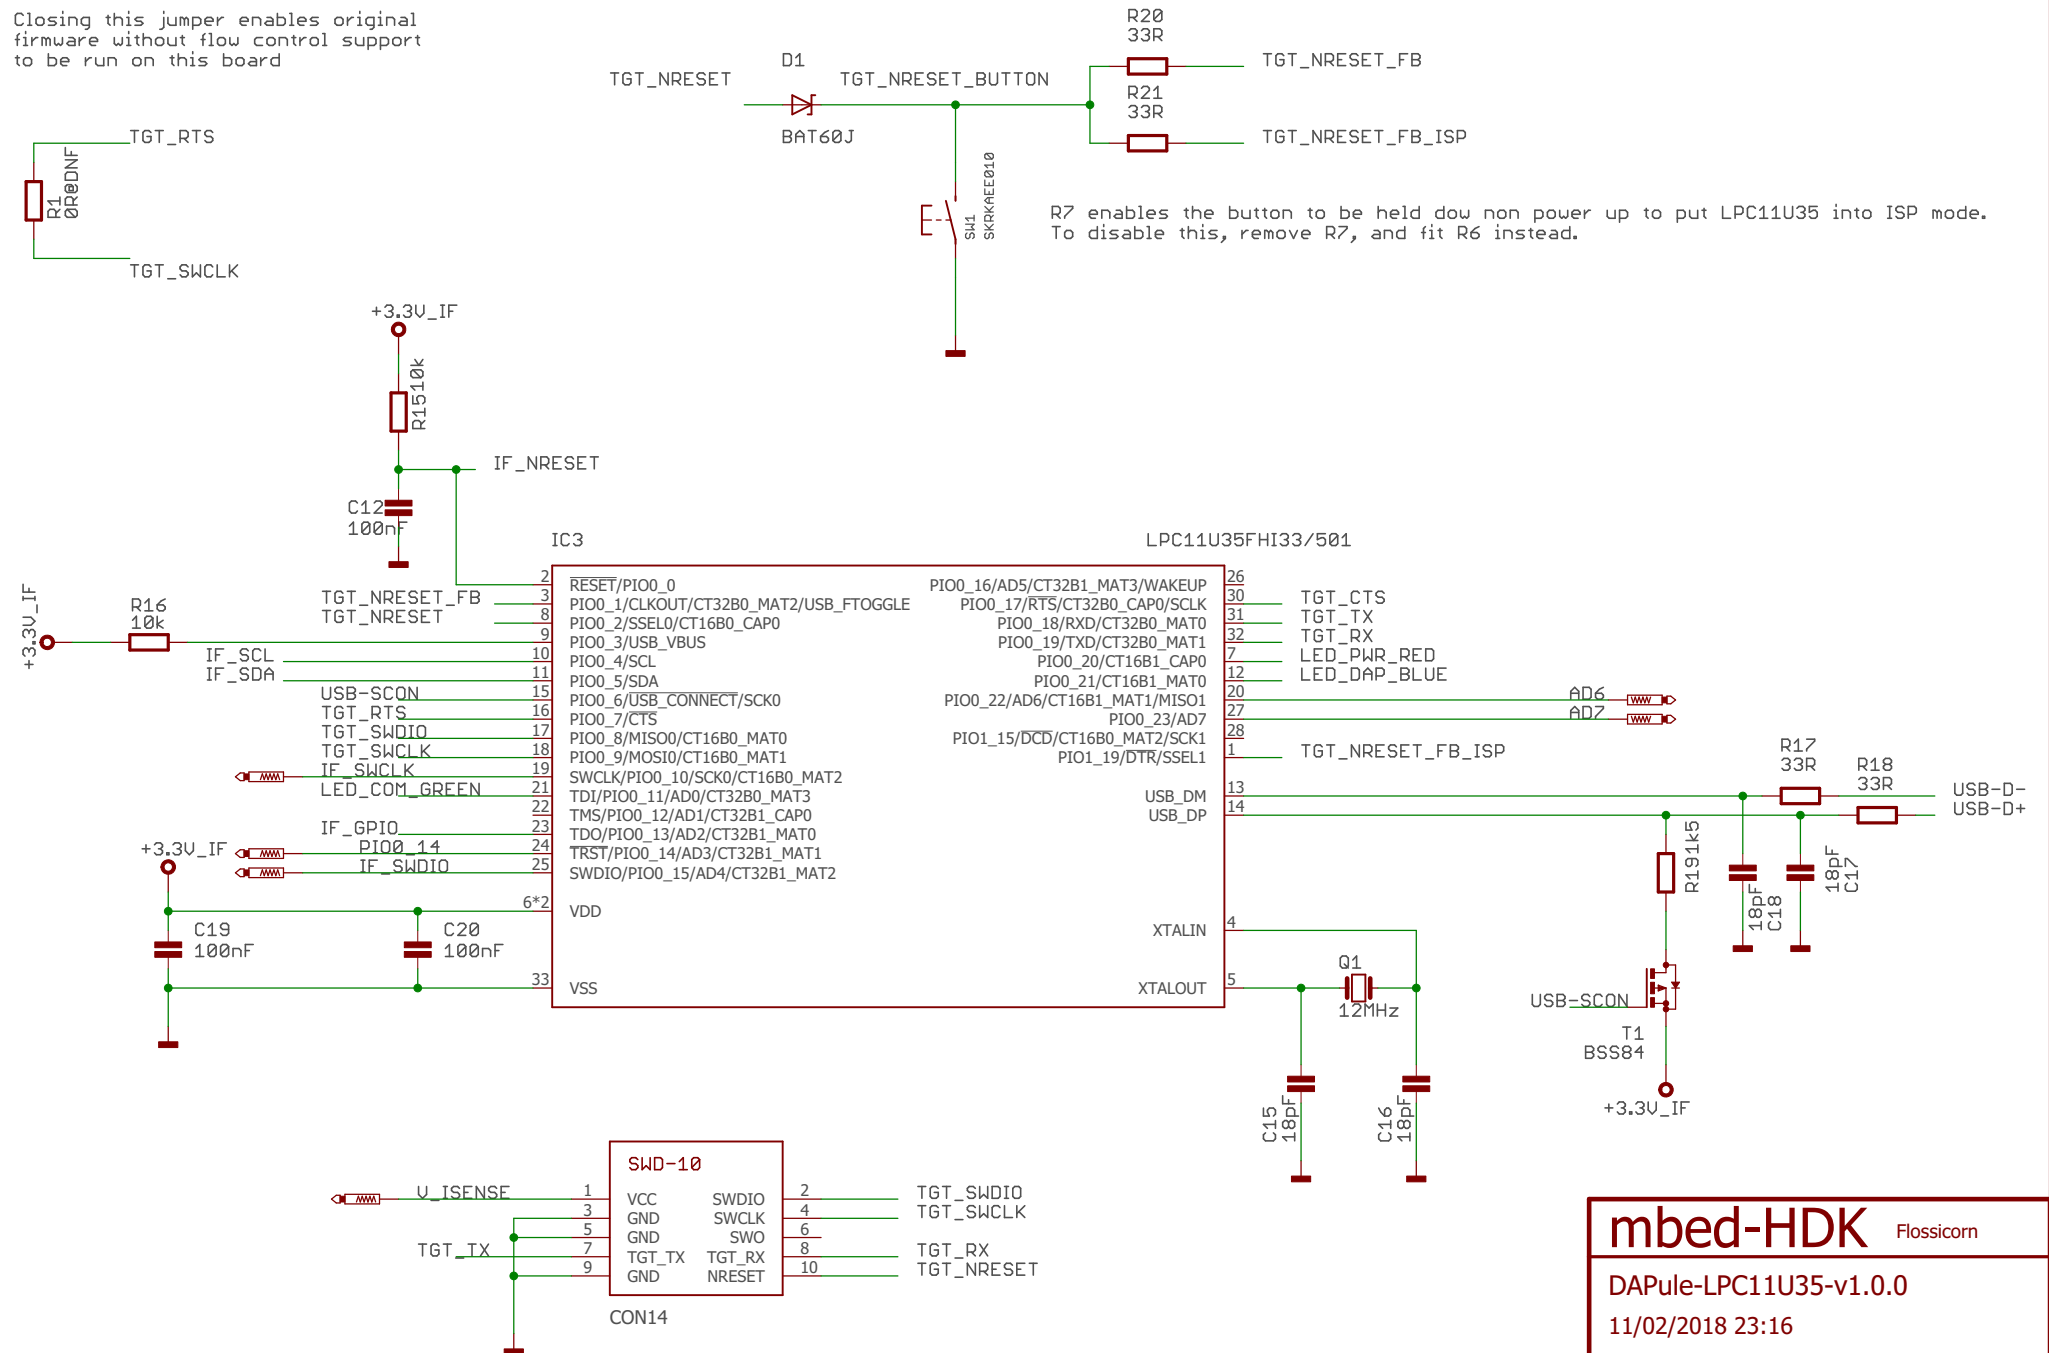 Closing this jumper enables original
firmware without flow control support
to be run on this board
TGT_RTS
R1
0R@DNF
TGT_SWCLK
TGT_NRESET
D1
BAT60J
TGT_NRESET_BUTTON
R20
33R
TGT_NRESET_FB
R21
33R
TGT_NRESET_FB_ISP
SW1
SKRKAEE010
R7 enables the button to be held dow non power up to put LPC11U35 into ISP mode.
To disable this, remove R7, and fit R6 instead.
+3.3V_IF
R15
10k
IF_NRESET
C12
100nF
IC3
LPC11U35FHI33/501
+3.3V_IF
R16
10k
TGT_NRESET_FB
TGT_NRESET
IF_SCL
IF_SDA
USB-SCON
TGT_RTS
TGT_SWDIO
TGT_SWCLK
IF_SWCLK
LED_COM_GREEN
IF_GPIO
PIO0_14
IF_SWDIO
+3.3V_IF
C19
100nF
C20
100nF
2 RESET/PIO0_0
3 PIO0_1/CLKOUT/CT32B0_MAT2/USB_FTOGGLE
8 PIO0_2/SSEL0/CT16B0_CAP0
9 PIO0_3/USB_VBUS
10 PIO0_4/SCL
11 PIO0_5/SDA
15 PIO0_6/USB_CONNECT/SCK0
16 PIO0_7/CTS
17 PIO0_8/MISO0/CT16B0_MAT0
18 PIO0_9/MOSI0/CT16B0_MAT1
19 SWCLK/PIO0_10/SCK0/CT16B0_MAT2
21 TDI/PIO0_11/AD0/CT32B0_MAT3
22 TMS/PIO0_12/AD1/CT32B1_CAP0
23 TDO/PIO0_13/AD2/CT32B1_MAT0
24 TRST/PIO0_14/AD3/CT32B1_MAT1
25 SWDIO/PIO0_15/AD4/CT32B1_MAT2
6*2 VDD
33 VSS
PIO0_16/AD5/CT32B1_MAT3/WAKEUP 26
PIO0_17/RTS/CT32B0_CAP0/SCLK 30
PIO0_18/RXD/CT32B0_MAT0 31
PIO0_19/TXD/CT32B0_MAT1 32
PIO0_20/CT16B1_CAP0 7
PIO0_21/CT16B1_MAT0 12
PIO0_22/AD6/CT16B1_MAT1/MISO1 20
PIO0_23/AD7 27
PIO1_15/DCD/CT16B0_MAT2/SCK1 28
PIO1_19/DTR/SSEL1 1
USB_DM 13
USB_DP 14
XTALIN 4
XTALOUT 5
TGT_CTS
TGT_TX
TGT_RX
LED_PWR_RED
LED_DAP_BLUE
AD6
AD7
TGT_NRESET_FB_ISP
R17
33R
R18
33R
USB-D-
USB-D+
R19
1k5
18pF
C18
18pF
C17
Q1
12MHz
C15
18pF
C16
18pF
USB-SCON
T1
BSS84
+3.3V_IF
SWD-10
V_ISENSE
TGT_TX
1 VCC SWDIO 2
3 GND SWCLK 4
5 GND SWO 6
7 TGT_TX TGT_RX 8
9 GND NRESET 10
TGT_SWDIO
TGT_SWCLK
TGT_RX
TGT_NRESET
CON14
mbed-HDK Flossicorn
DAPule-LPC11U35-v1.0.0
11/02/2018 23:16